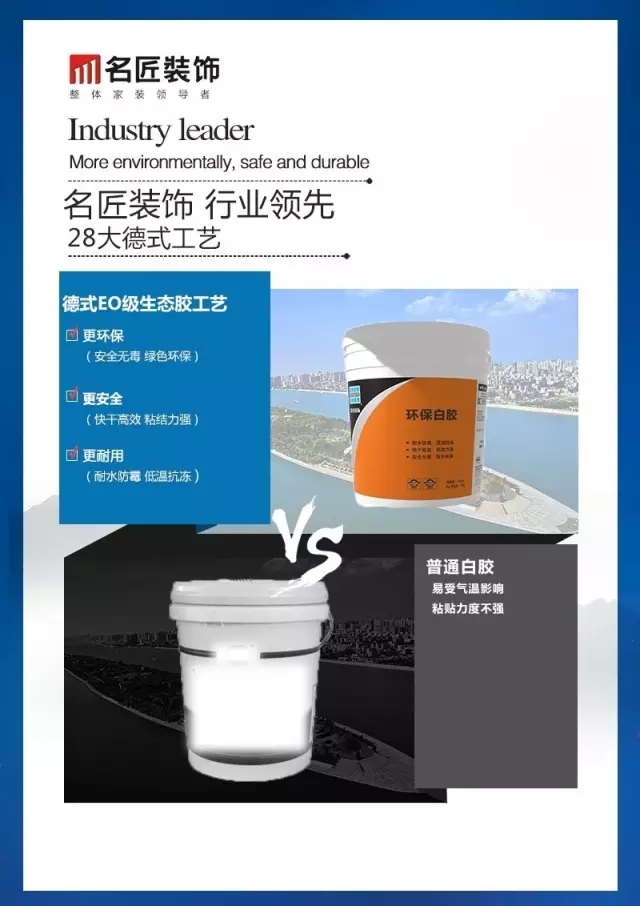 名匠装饰
整体家装领导者
Industry leader
More environmentally, safe and durable
名匠装饰 行业领先
28大德式工艺
德式EO级生态胶工艺
更环保
（安全无毒 绿色环保）
更安全
（快干高效 粘结力强）
更耐用
（耐水防霉 低温抗冻）
环保白胶
VS
普通白胶
易受气温影响
粘贴力度不强